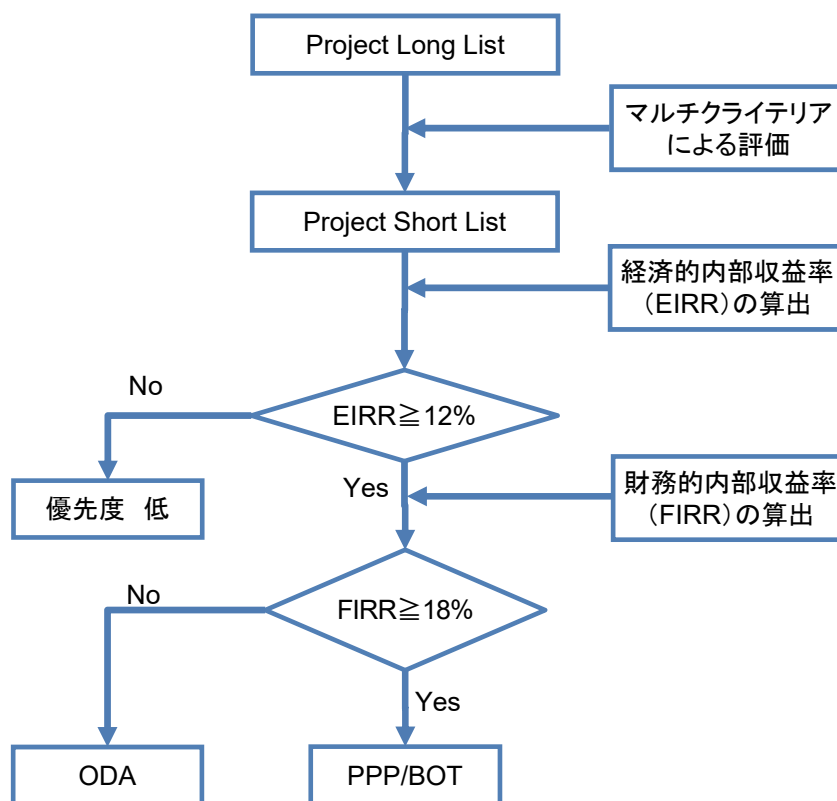 Project Long List
マルチクライテリア
による評価
Project Short List
経済的内部収益率
（EIRR）の算出
No
EIRR≧12%
Yes
財務的内部収益率
（FIRR）の算出
優先度　低
No
FIRR≧18%
Yes
ODA
PPP/BOT